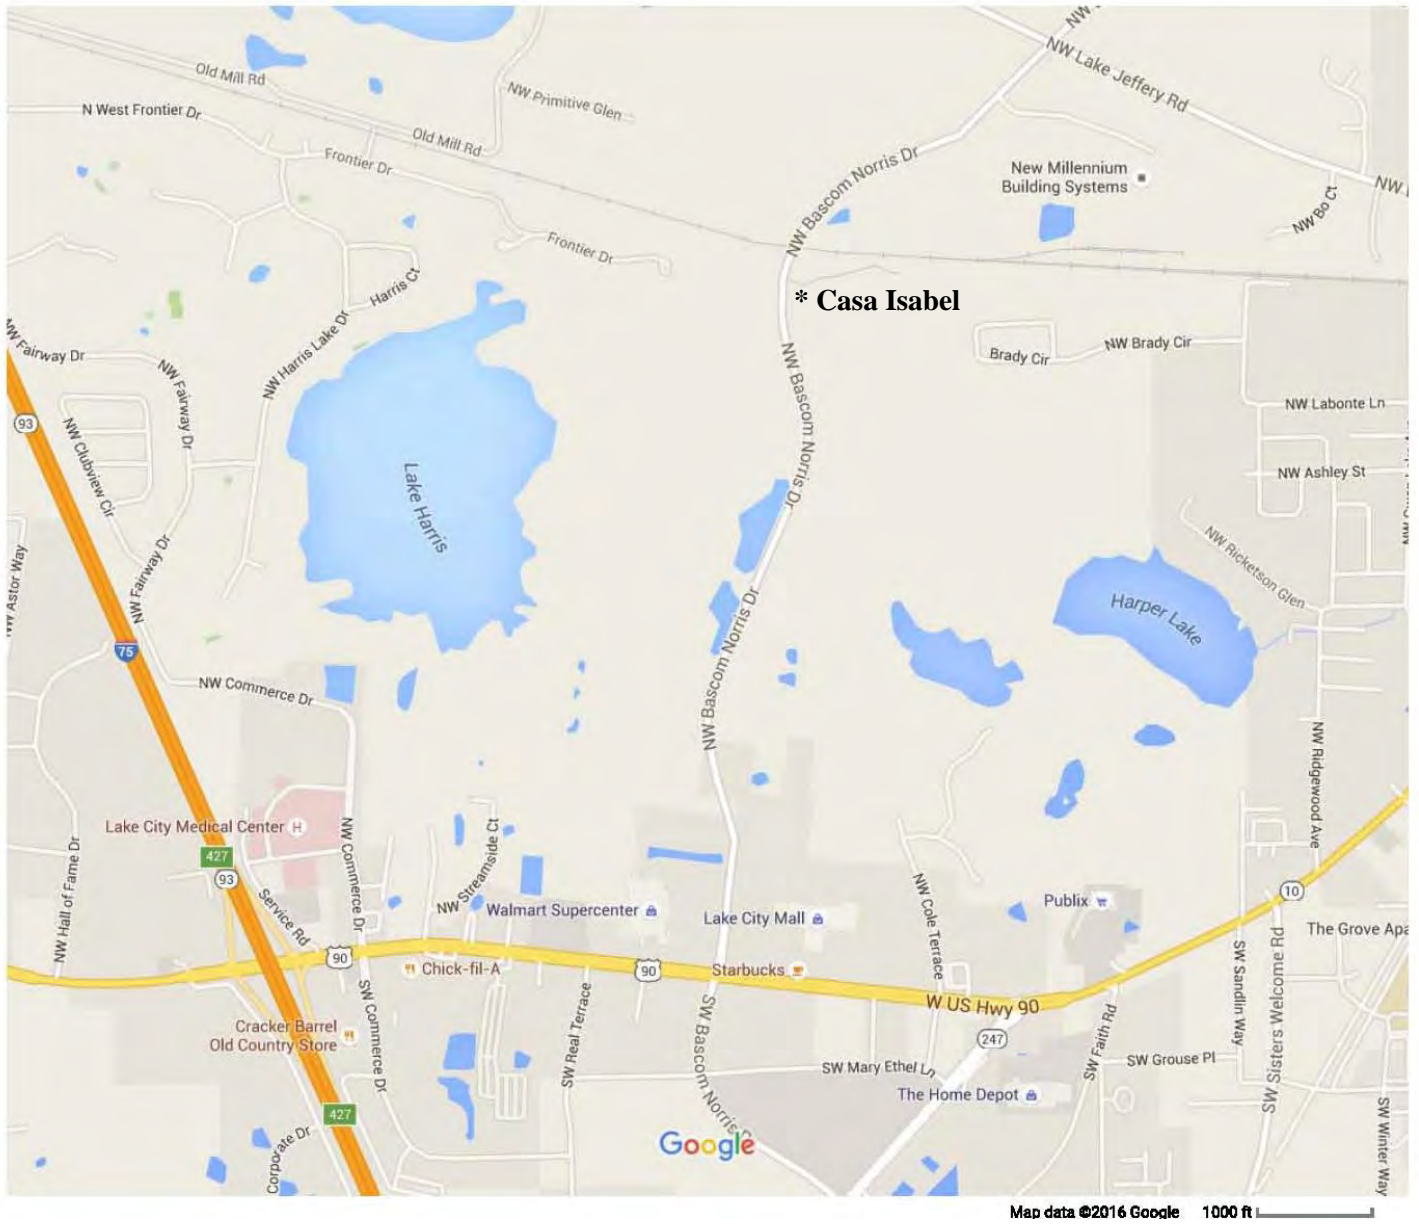 NW
NW Lake Jeffery Rd
Old Mill Rd
NW Primitive Glen
N West Frontier Dr
Old Mill Rd
Frontier Dr
NW Bascom Norris Dr
New Millennium
Building Systems
NW
NW Bo Ct
Frontier Dr
Harris Ct
* Casa Isabel
NW Harris Lake Dr
NW Fairway Dr
NW Fairway Dr
Brady Cir
NW Brady Cir
NW Bascom Norris Dr
NW Labonte Ln
93
NW Clubview Cir
Lake Harris
NW Ashley St
NW Ricketson Glen
NW Astor Way
NW Fairway Dr
Harper Lake
75
NW Bascom Norris Dr
NW Commerce Dr
NW Ridgewood Ave
Lake City Medical Center H
427
93
NW Commerce Dr
NW Hall of Fame Dr
Service Rd
NW Streamside Ct
Walmart Supercenter
Lake City Mall
NW Cole Terrace
Publix
10
The Grove Apa
90
Chick-fil-A
90
Starbucks
W US Hwy 90
SW Sandlin Way
SW Sisters Welcome Rd
Cracker Barrel
Old Country Store
SW Commerce Dr
SW Real Terrace
SW Bascom Norris D
SW Mary Ethel Ln
247
SW Faith Rd
SW Grouse Pl
The Home Depot
427
Corporate Dr
Google
SW Winter Way
Map data ©2016 Google 1000 ft